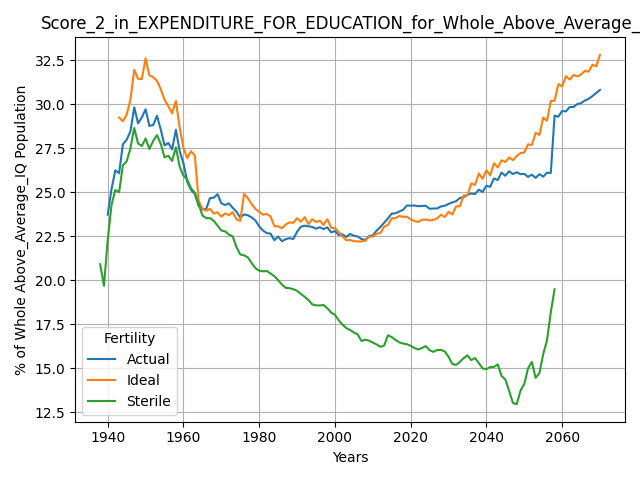 Score_2_in_EXPENDITURE_FOR_EDUCATION_for_Whole_Above_Average_
% of Whole Above_Average_IQ Population
32.5
30.0
27.5
25.0
22.5
20.0
17.5
15.0
12.5
Fertility
Actual
Ideal
Sterile
1940
1960
1980
2000
2020
2040
2060
Years